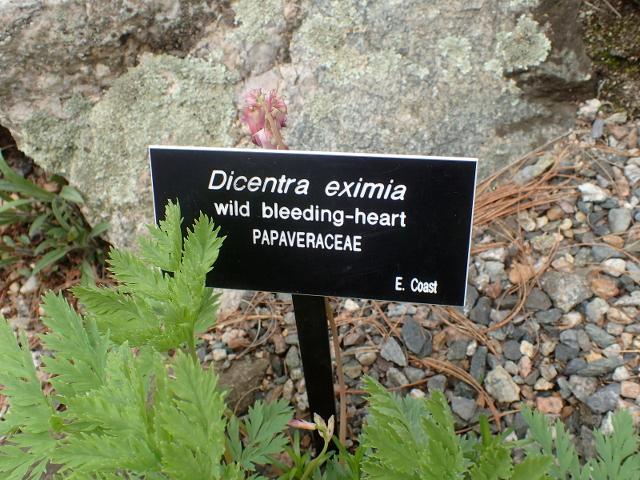 Dicentra eximia
wild bleeding-heart
PAPAVERACEAE
E. Coast